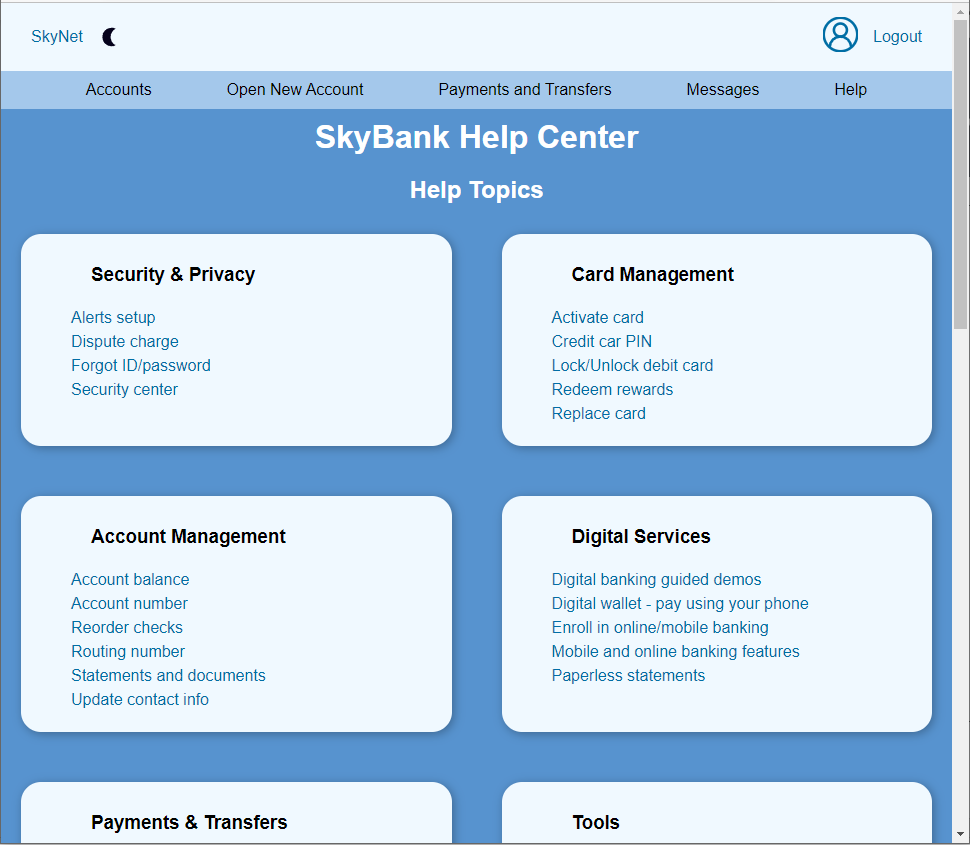 SkyNet
Logout
Accounts
Open New Account
Payments and Transfers
Messages
Help
SkyBank Help Center
Help Topics
Security & Privacy
Alerts setup
Dispute charge
Forgot ID/password
Security center
Card Management
Activate card
Credit car PIN
Lock/Unlock debit card
Redeem rewards
Replace card
Account Management
Account balance
Account number
Reorder checks
Routing number
Statements and documents
Update contact info
Digital Services
Digital banking guided demos
Digital wallet - pay using your phone
Enroll in online/mobile banking
Mobile and online banking features
Paperless statements
Payments & Transfers
Tools